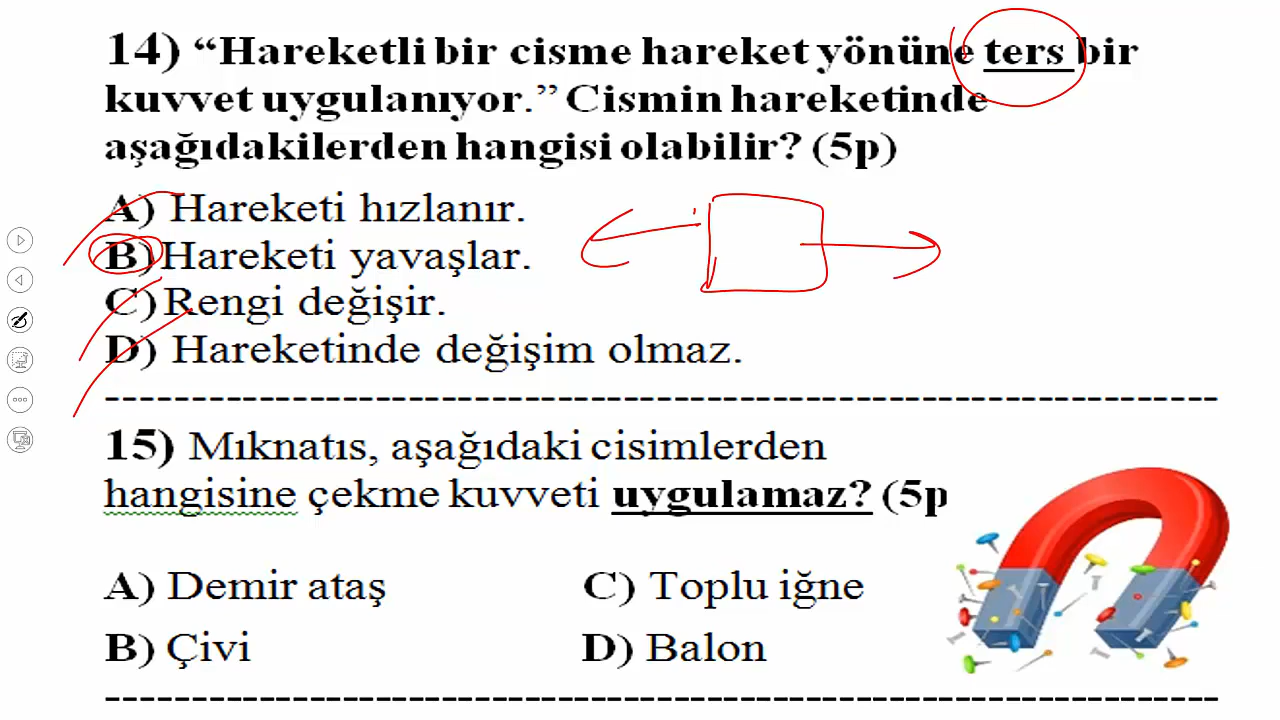 14) “Hareketli bir cisme hareket yönüne ters bir
kuvvet uygulanıyor.” Cismin hareketinde
aşağıdakilerden hangisi olabilir? (5p)
A) Hareketi hızlanır.
B) Hareketi yavaşlar.
C) Rengi değişir.
D) Hareketinde değişim olmaz.
15) Mıknatıs, aşağıdaki cisimlerden
hangisine çekme kuvveti uygulamaz? (5p
A) Demir ataş
C) Toplu iğne
B) Çivi
D) Balon